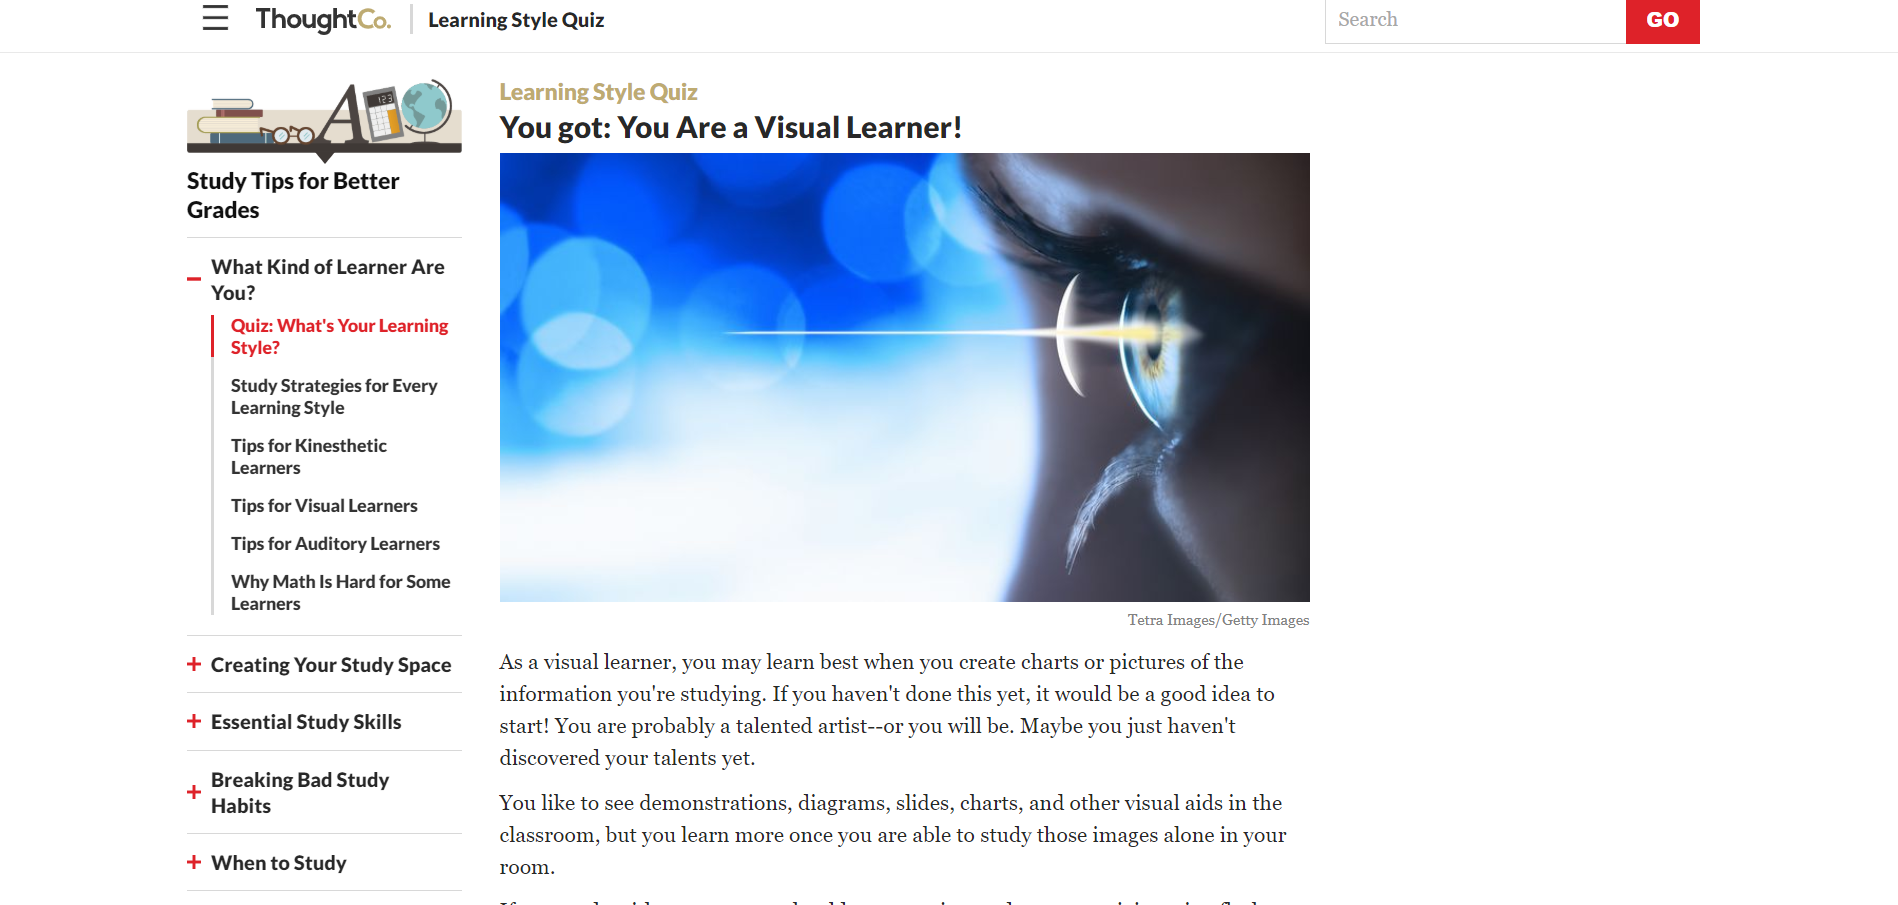 ThoughtCo.
Learning Style Quiz
Search
GO
123
A
Study Tips for Better
Grades
What Kind of Learner Are
You?
Quiz: What's Your Learning
Style?
Study Strategies for Every
Learning Style
Tips for Kinesthetic
Learners
Tips for Visual Learners
Tips for Auditory Learners
Why Math Is Hard for Some
Learners
Creating Your Study Space
Essential Study Skills
Breaking Bad Study
Habits
When to Study
Learning Style Quiz
You got: You Are a Visual Learner!
Tetra Images/Getty Images
As a visual learner, you may learn best when you create charts or pictures of the
information you're studying. If you haven't done this yet, it would be a good idea to
start! You are probably a talented artist--or you will be. Maybe you just haven't
discovered your talents yet.
You like to see demonstrations, diagrams, slides, charts, and other visual aids in the
classroom, but you learn more once you are able to study those images alone in your
room.